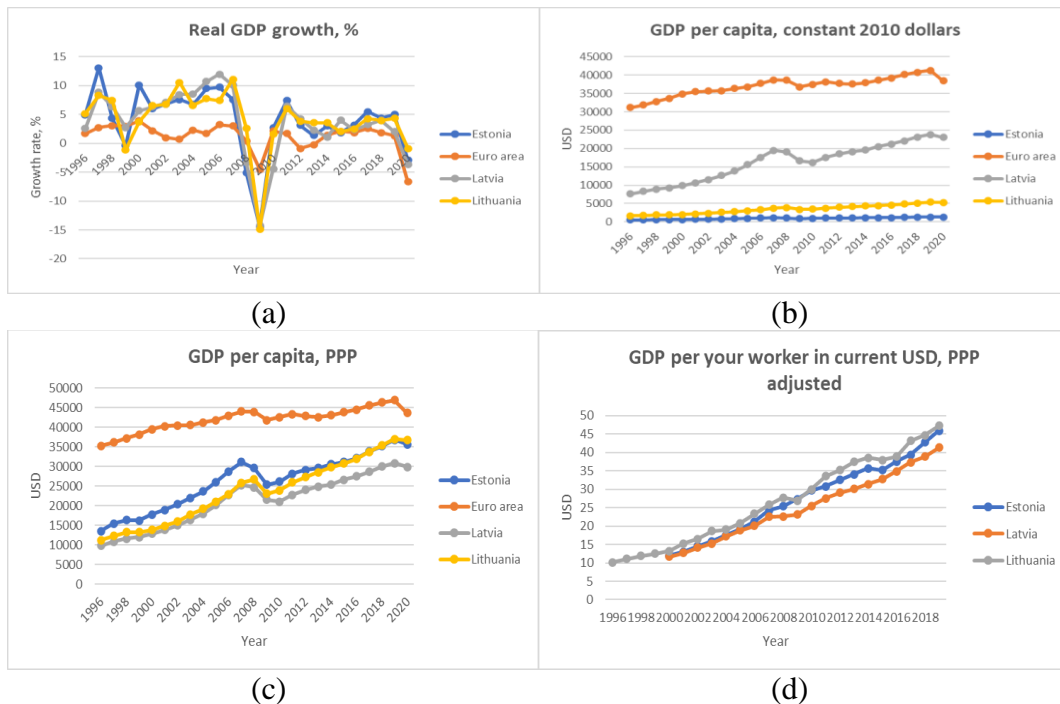 Real GDP growth, %
15
10
5
0
-5
-10
-15
-20
Growth rate, %
1996
1998
2000
2002
2004
2006
2008
2010
2012
2014
2016
2018
2020
Year
Estonia
Euro area
Latvia
Lithuania
(a)
GDP per capita, constant 2010 dollars
45000
40000
35000
30000
25000
20000
15000
10000
5000
0
USD
1996
1998
2000
2002
2004
2006
2008
2010
2012
2014
2016
2018
2020
Year
Estonia
Euro area
Latvia
Lithuania
(b)
GDP per capita, PPP
50000
45000
40000
35000
30000
25000
20000
15000
10000
5000
0
USD
1996
1998
2000
2002
2004
2006
2008
2010
2012
2014
2016
2018
2020
Year
Estonia
Euro area
Latvia
Lithuania
(c)
GDP per your worker in current USD, PPP
adjusted
50
45
40
35
30
25
20
15
10
5
0
USD
1996 1998 2000 2002 2004 2006 2008 2010 2012 2014 2016 2018
Year
Estonia
Latvia
Lithuania
(d)